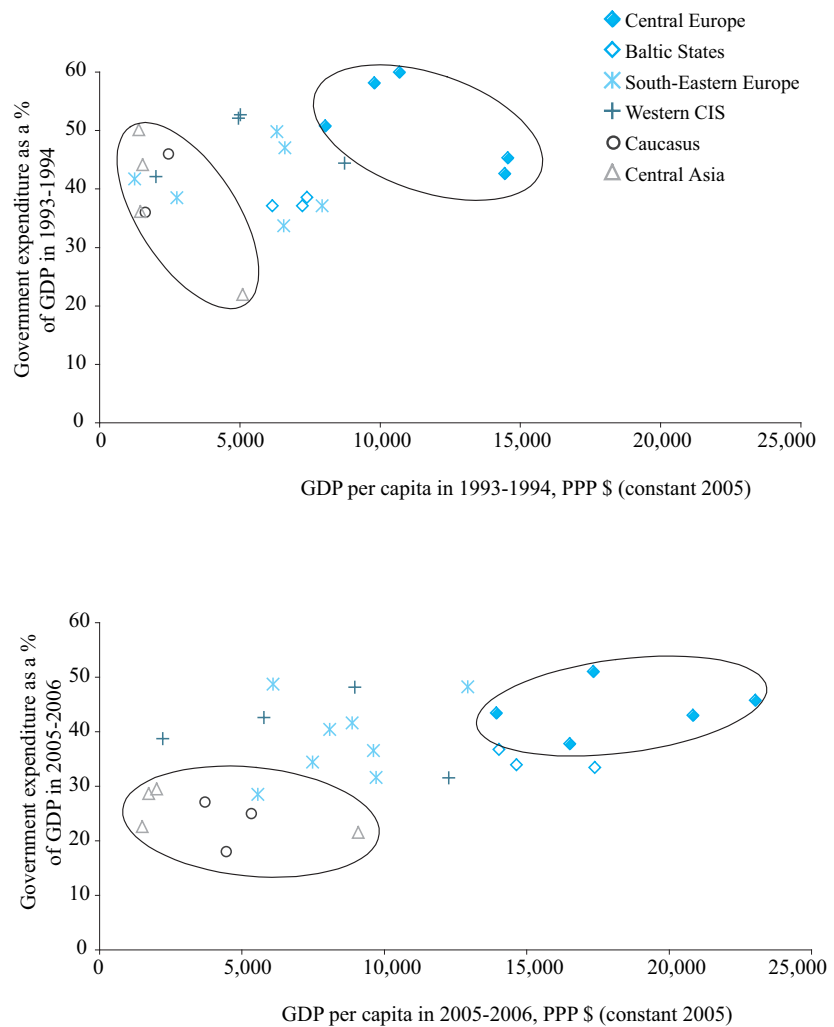 Central Europe
Baltic States
South-Eastern Europe
Western CIS
Caucasus
Central Asia
Government expenditure as a %
of GDP in 1993-1994
60
50
40
30
20
10
0
0 5,000 10,000 15,000 20,000 25,000
GDP per capita in 1993-1994, PPP $ (constant 2005)
Government expenditure as a %
of GDP in 2005-2006
60
50
40
30
20
10
0
0 5,000 10,000 15,000 20,000 25,000
GDP per capita in 2005-2006, PPP $ (constant 2005)